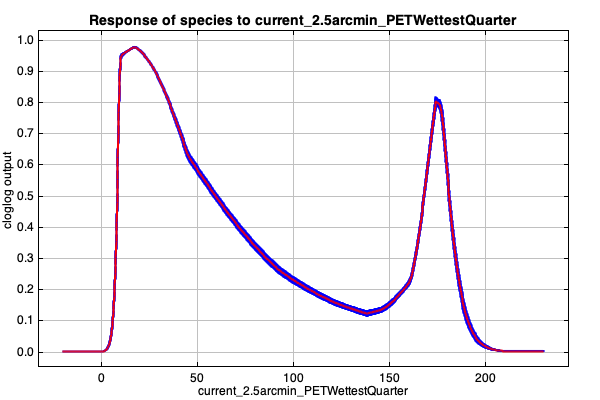 Response of species to current_2.5arcmin_PETWettestQuarter
1.0
0.9
0.8
0.7
0.6
0.5
0.4
0.3
0.2
0.1
0.0
cloglog output
0 50 100 150 200
current_2.5arcmin_PETWettestQuarter